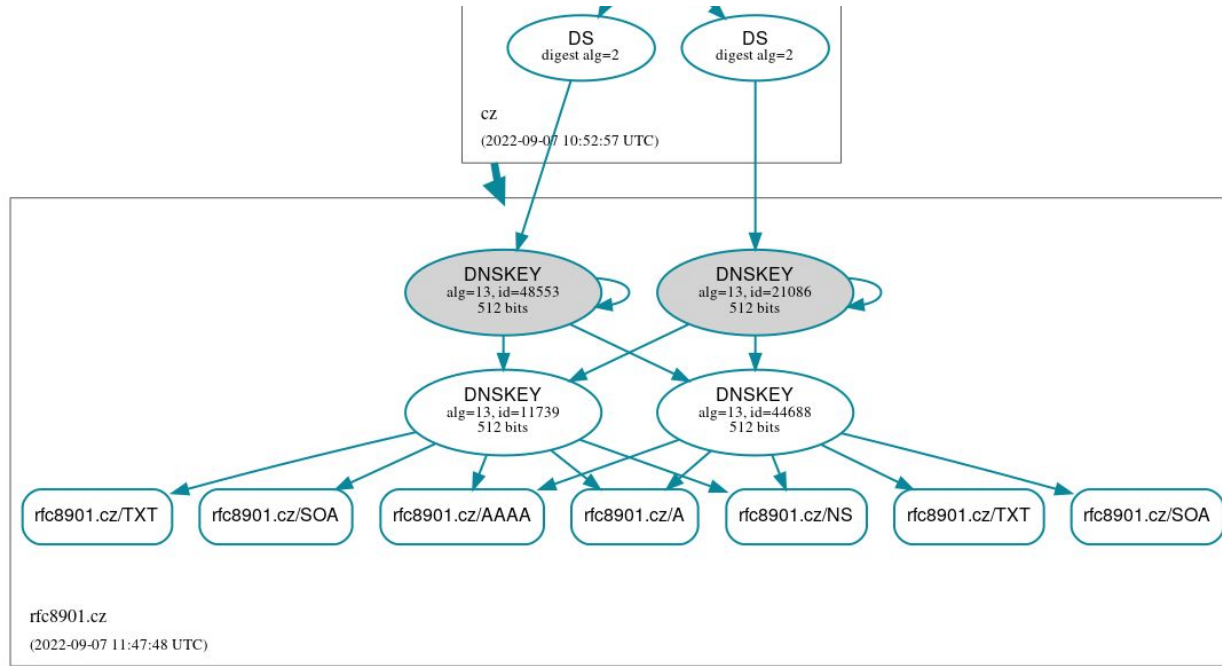 DS
digest alg=2
DS
digest alg=2
cz
(2022-09-07 10:52:57 UTC)
DNSKEY
alg=13, id=48553
512 bits
DNSKEY
alg=13, id=21086
512 bits
DNSKEY
alg=13, id=11739
512 bits
DNSKEY
alg=13, id=44688
512 bits
rfc8901.cz/TXT
rfc8901.cz/SOA
rfc8901.cz/AAAA
rfc8901.cz/A
rfc8901.cz/NS
rfc8901.cz/TXT
rfc8901.cz/SOA
rfc8901.cz
(2022-09-07 11:47:48 UTC)